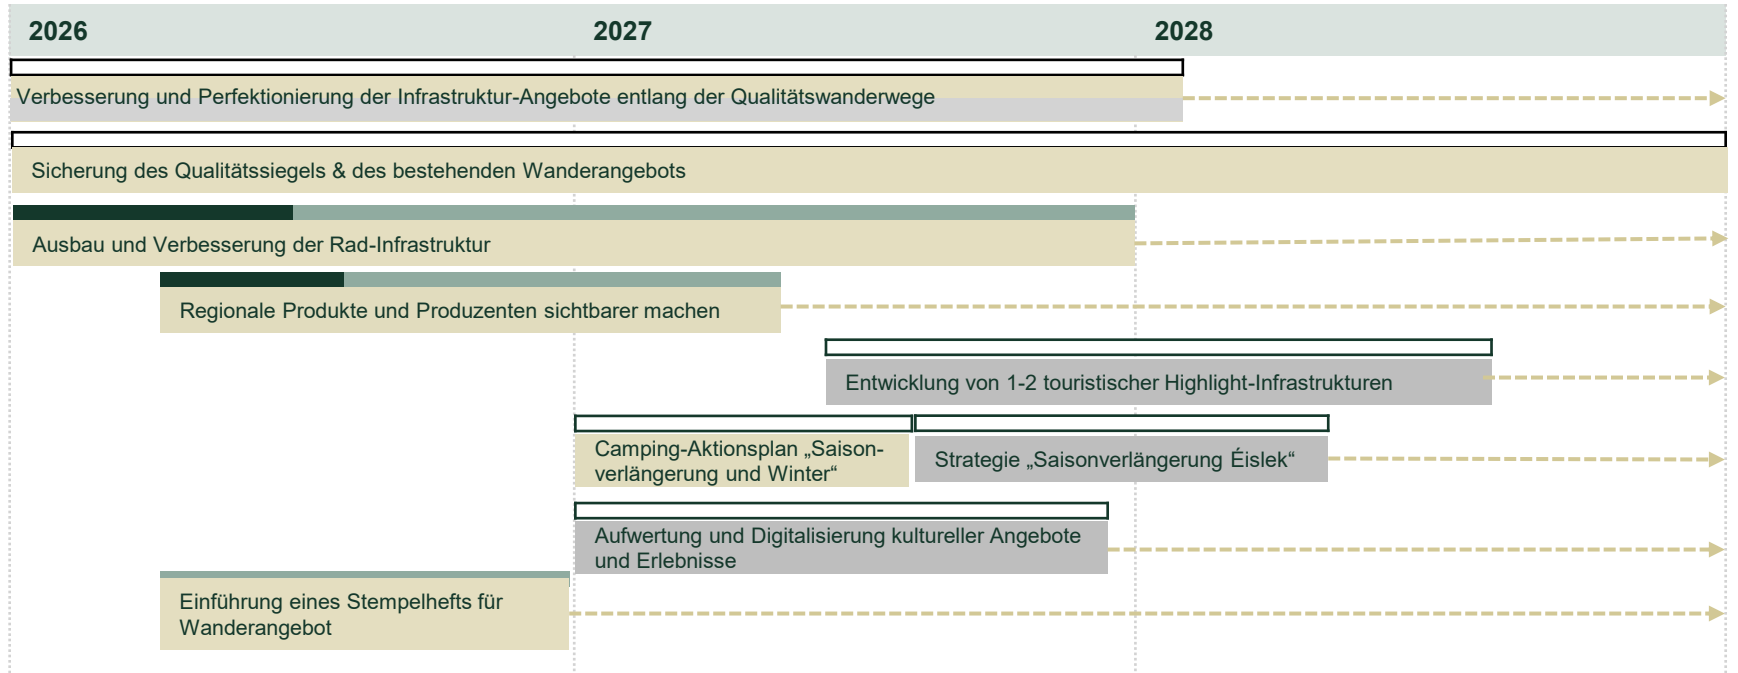 2026 2027 2028
Verbesserung und Perfektionierung der Infrastruktur-Angebote entlang der Qualitätswanderwege
Sicherung des Qualitätssiegels & des bestehenden Wanderangebots
Ausbau und Verbesserung der Rad-Infrastruktur
Regionale Produkte und Produzenten sichtbarer machen
Entwicklung von 1-2 touristischer Highlight-Infrastrukturen
Camping-Aktionsplan „Saison-
verlängerung und Winter“
Strategie „Saisonverlängerung Éislek“
Aufwertung und Digitalisierung kultureller Angebote
und Erlebnisse
Einführung eines Stempelhefts für
Wanderangebot